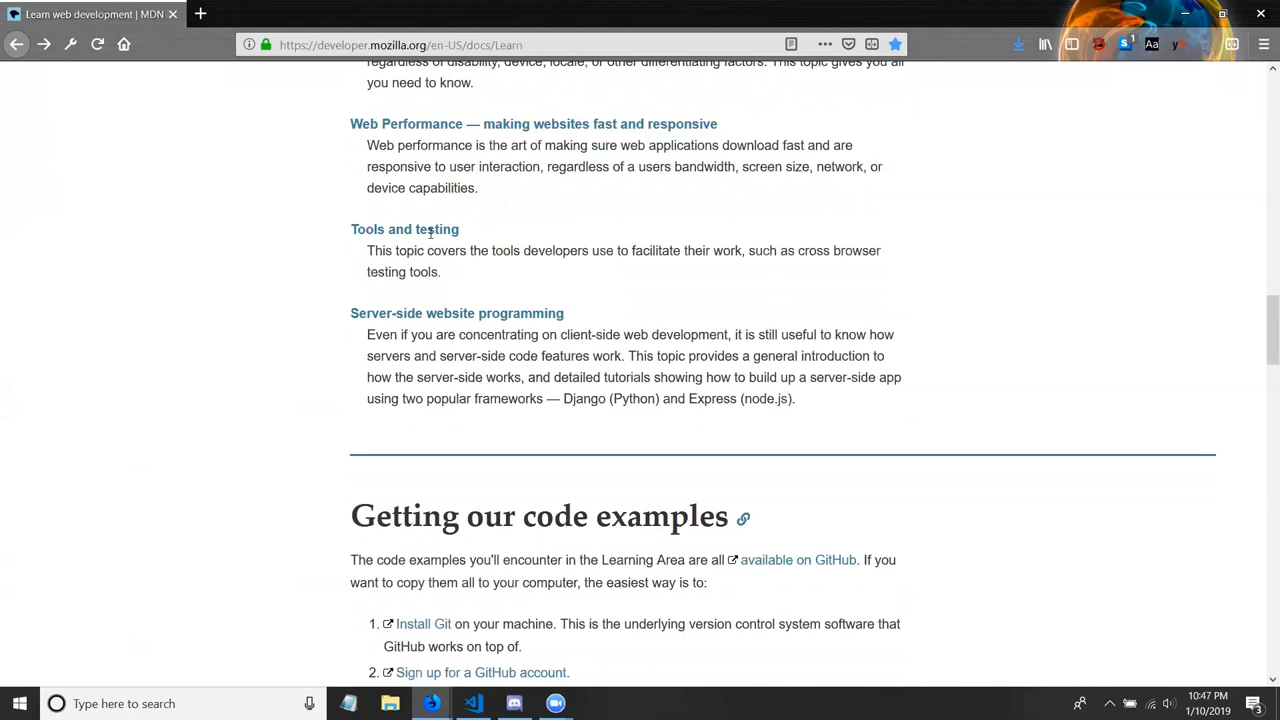 Learn web development | MDN
https://developer.mozilla.org/en-US/docs/Learn
1
Aa
regardless of disability, device, locale, or other differentiating factors. This topic gives you all
you need to know.
Web Performance — making websites fast and responsive
Web performance is the art of making sure web applications download fast and are
responsive to user interaction, regardless of a users bandwidth, screen size, network, or
device capabilities.
Tools and testing
This topic covers the tools developers use to facilitate their work, such as cross browser
testing tools.
Server-side website programming
Even if you are concentrating on client-side web development, it is still useful to know how
servers and server-side code features work. This topic provides a general introduction to
how the server-side works, and detailed tutorials showing how to build up a server-side app
using two popular frameworks — Django (Python) and Express (node.js).
Getting our code examples
The code examples you'll encounter in the Learning Area are all available on GitHub. If you
want to copy them all to your computer, the easiest way is to:
1. Install Git on your machine. This is the underlying version control system software that
GitHub works on top of.
2. Sign up for a GitHub account.
Type here to search
10:47 PM
1/10/2019
3